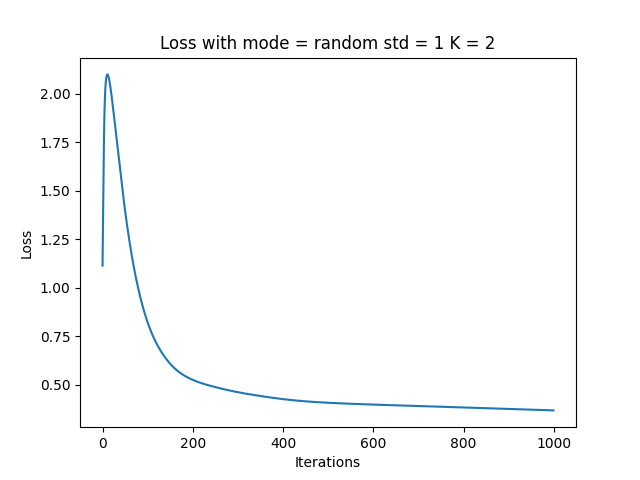 Loss with mode = random std = 1 K = 2
2.00
1.75
1.50
1.25
1.00
0.75
0.50
Loss
0 200 400 600 800 1000
Iterations